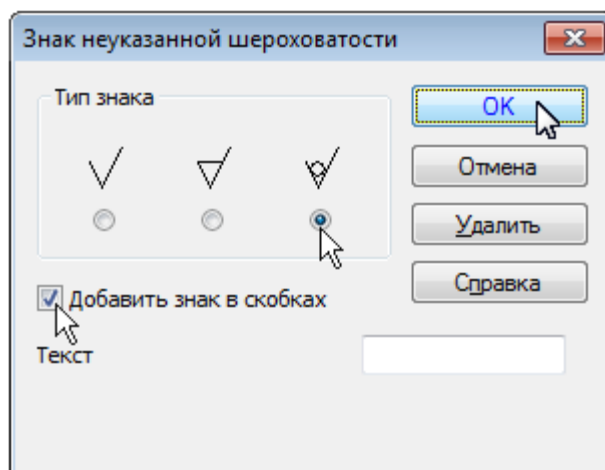 Знак неуказанной шероховатости
Тип знака
OK
Отмена
Удалить
Справка
Добавить знак в скобках
Текст